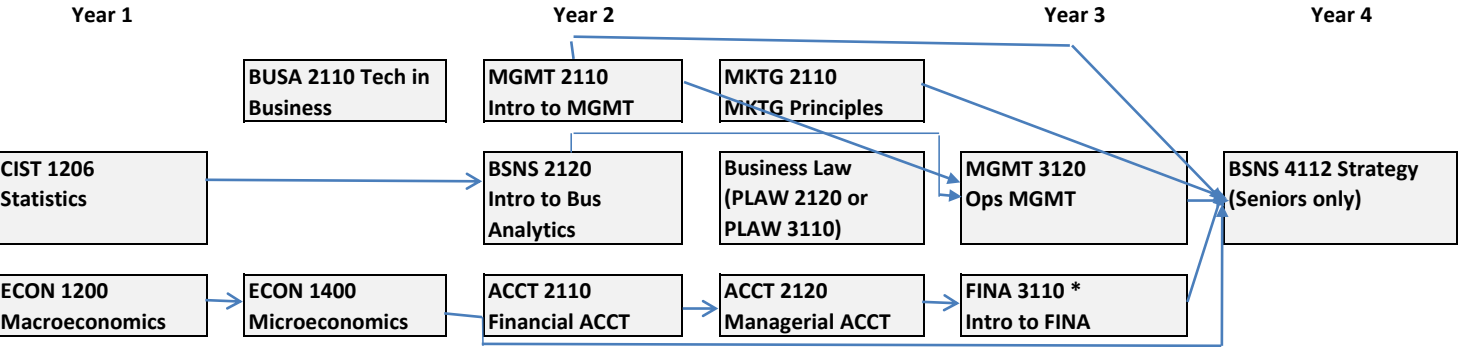 Year 1 Year 2 Year 3 Year 4
BUSA 2110 Tech in
Business
MGMT 2110
Intro to MGMT
MKTG 2110
MKTG Principles
CIST 1206
Statistics
BSNS 2120
Intro to Bus
Analytics
Business Law
(PLAW 2120 or
PLAW 3110)
MGMT 3120
Ops MGMT
BSNS 4112 Strategy
(Seniors only)
ECON 1200
Macroeconomics
ECON 1400
Microeconomics
ACCT 2110
Financial ACCT
ACCT 2120
Managerial ACCT
FINA 3110 *
Intro to FINA